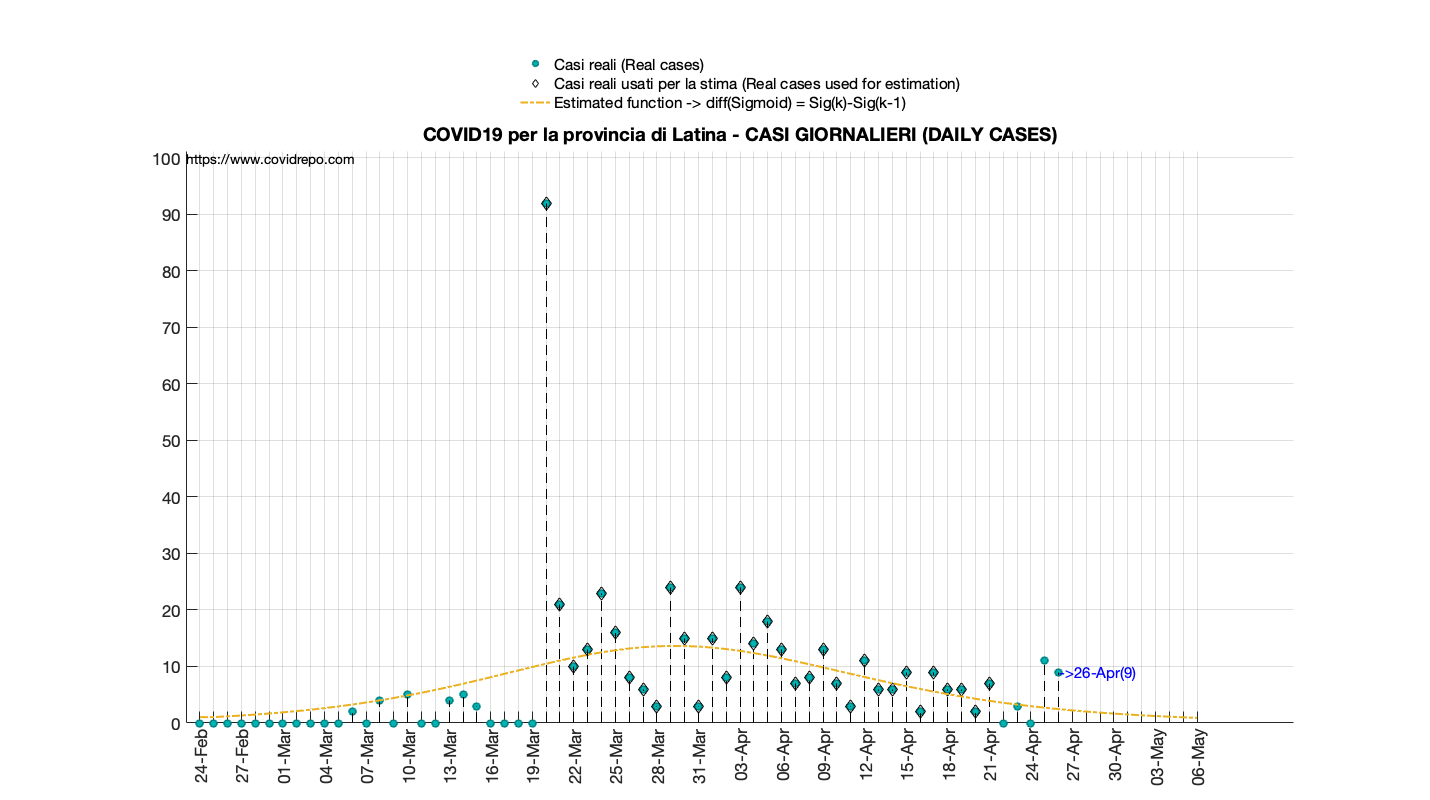 Casi reali (Real cases)
Casi reali usati per la stima (Real cases used for estimation)
Estimated function -> diff(Sigmoid) = Sig(k)-Sig(k-1)
COVID19 per la provincia di Latina - CASI GIORNALIERI (DAILY CASES)
https://www.covidrepo.com
100
90
80
70
60
50
40
30
20
10
0
->26-Apr(9)
24-Feb
27-Feb
01-Mar
04-Mar
07-Mar
10-Mar
13-Mar
16-Mar
19-Mar
22-Mar
25-Mar
28-Mar
31-Mar
03-Apr
06-Apr
09-Apr
12-Apr
15-Apr
18-Apr
21-Apr
24-Apr
27-Apr
30-Apr
03-May
06-May